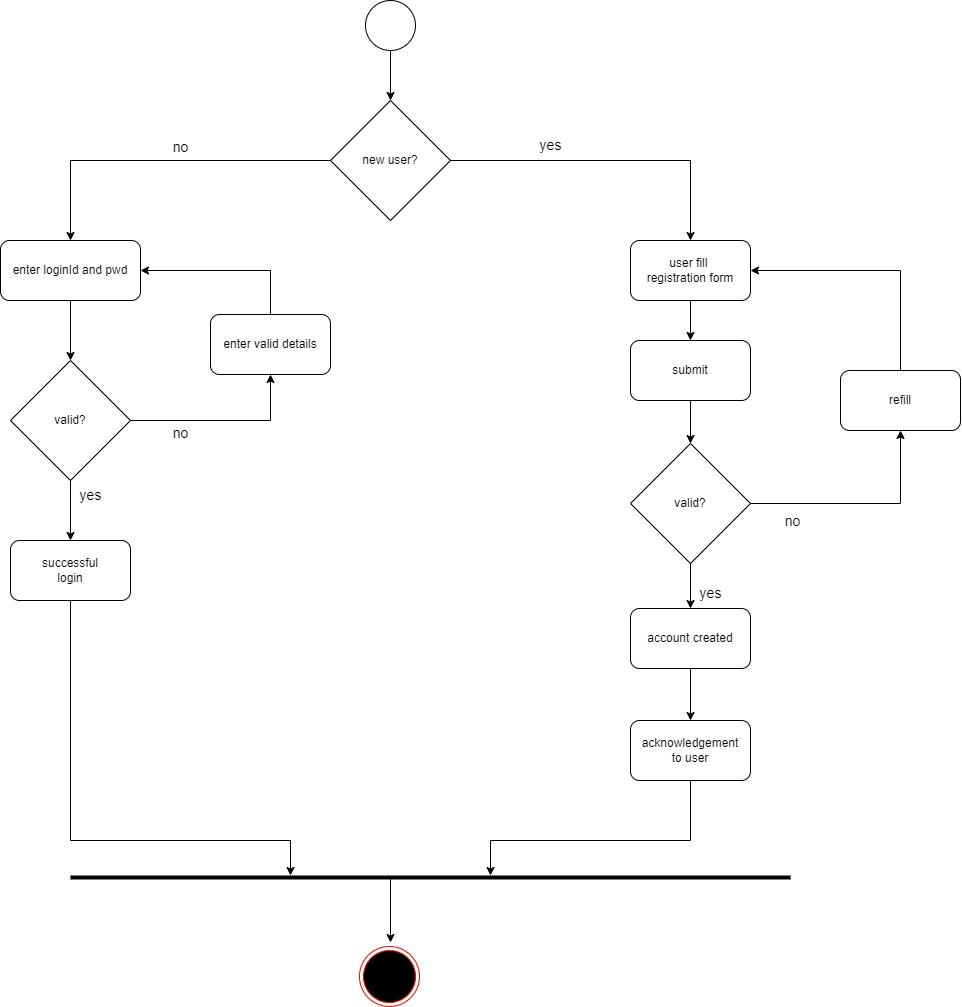 new user?
no
yes
enter loginId and pwd
enter valid details
valid?
no
yes
successful
login
user fill
registration form
submit
refill
valid?
no
yes
account created
acknowledgement
to user